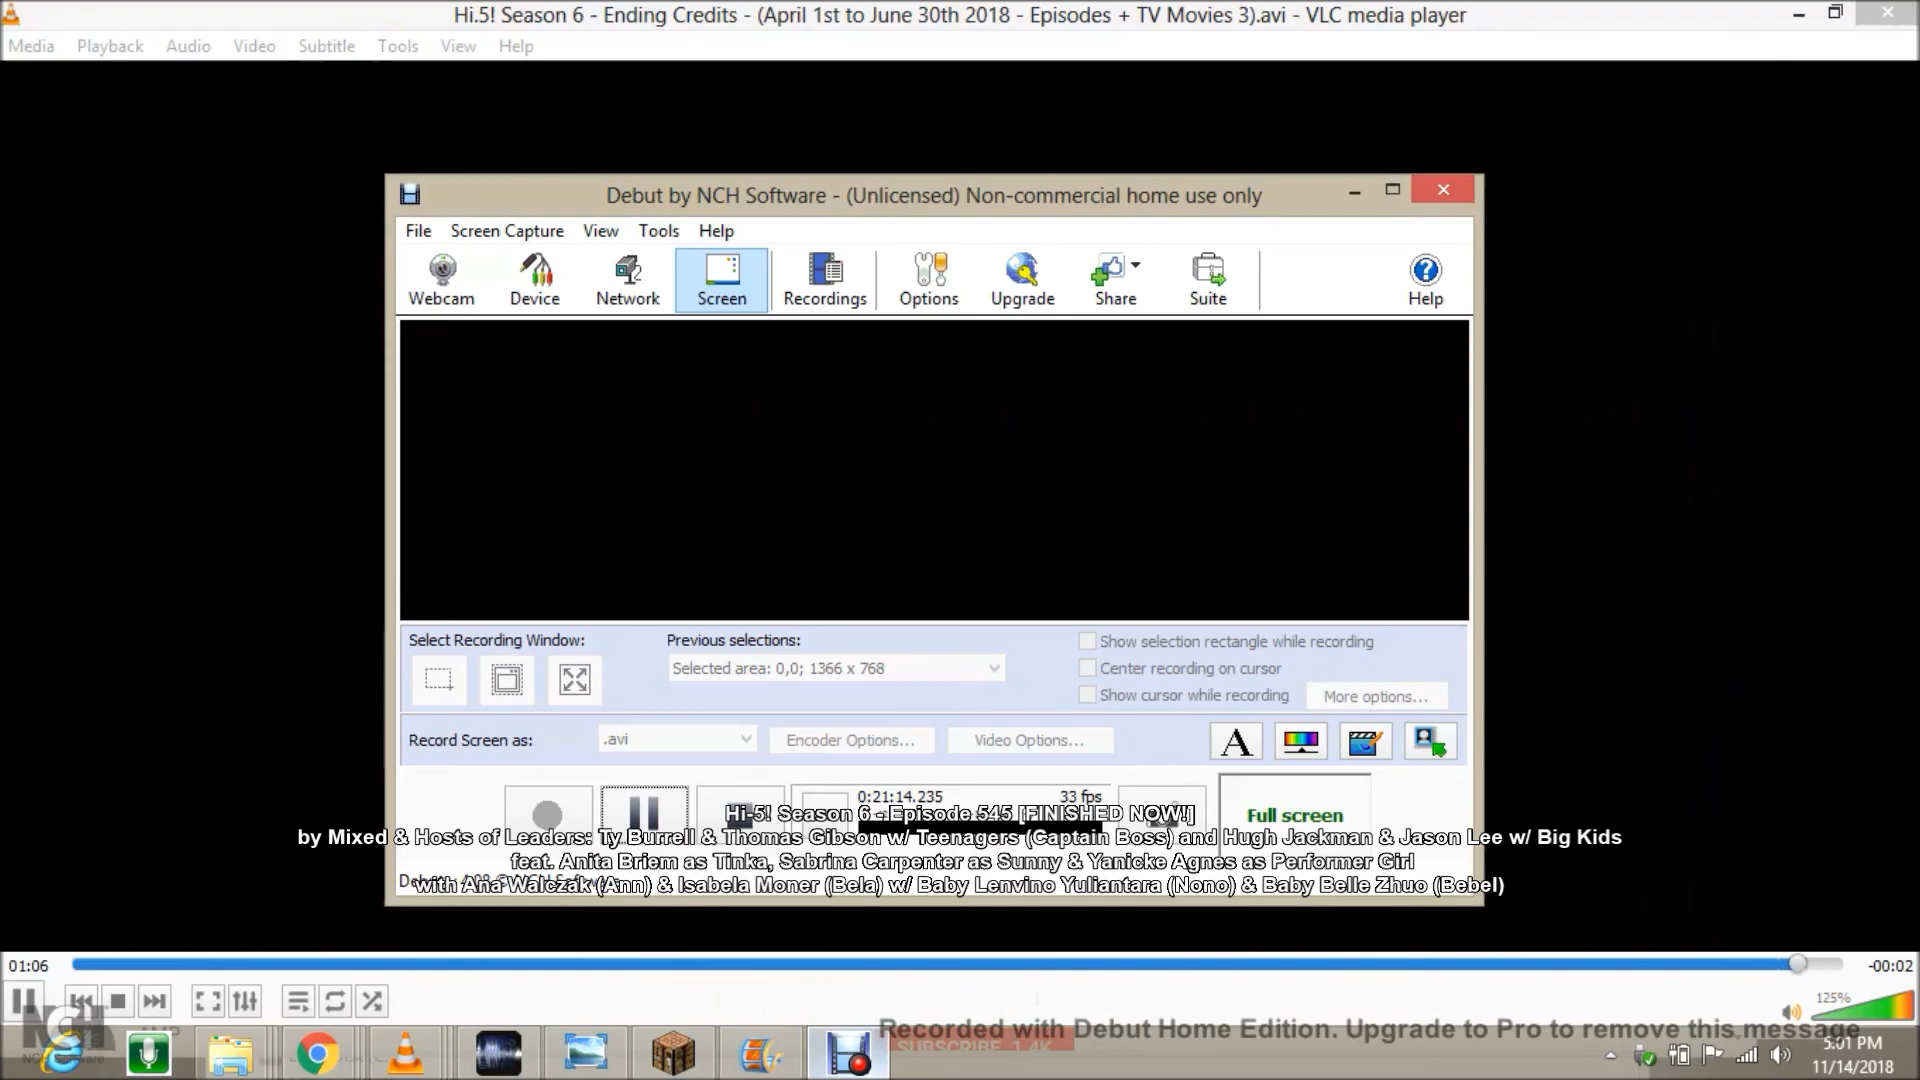 Hi.5! Season 6 - Ending Credits - (April 1st to June 30th 2018 - Episodes + TV Movies 3).avi - VLC media player
Media Playback Audio Video Subtitle Tools View Help
Debut by NCH Software - (Unlicensed) Non-commercial home use only
File Screen Capture View Tools Help
Webcam Device Network Screen Recordings Options Upgrade Share Suite Help
Select Recording Window: Previous selections:
Show selection rectangle while recording
Selected area: 0,0; 1366 x 768
Center recording on cursor
Show cursor while recording More options...
Record Screen as: .avi Encoder Options... Video Options... A
0:21:14.235 33 fps
Full screen
Hi-5! Season 6 - Episode 545 [FINISHED NOW!]
by Mixed & Hosts of Leaders: Ty Burrell & Thomas Gibson w/ Teenagers (Captain Boss) and Hugh Jackman & Jason Lee w/ Big Kids
feat. Anita Briem as Tinka, Sabrina Carpenter as Sunny & Yanicke Agnes as Performer Girl
with Ana Walczak (Ann) & Isabela Moner (Bela) w/ Baby Lenvino Yuliantara (Nono) & Baby Belle Zhuo (Bebel)
01:06 -00:02
125%
NCH
NCH Software
Recorded with Debut Home Edition. Upgrade to Pro to remove this message
SUBSCRIBE 1.4K
5:01 PM
11/14/2018